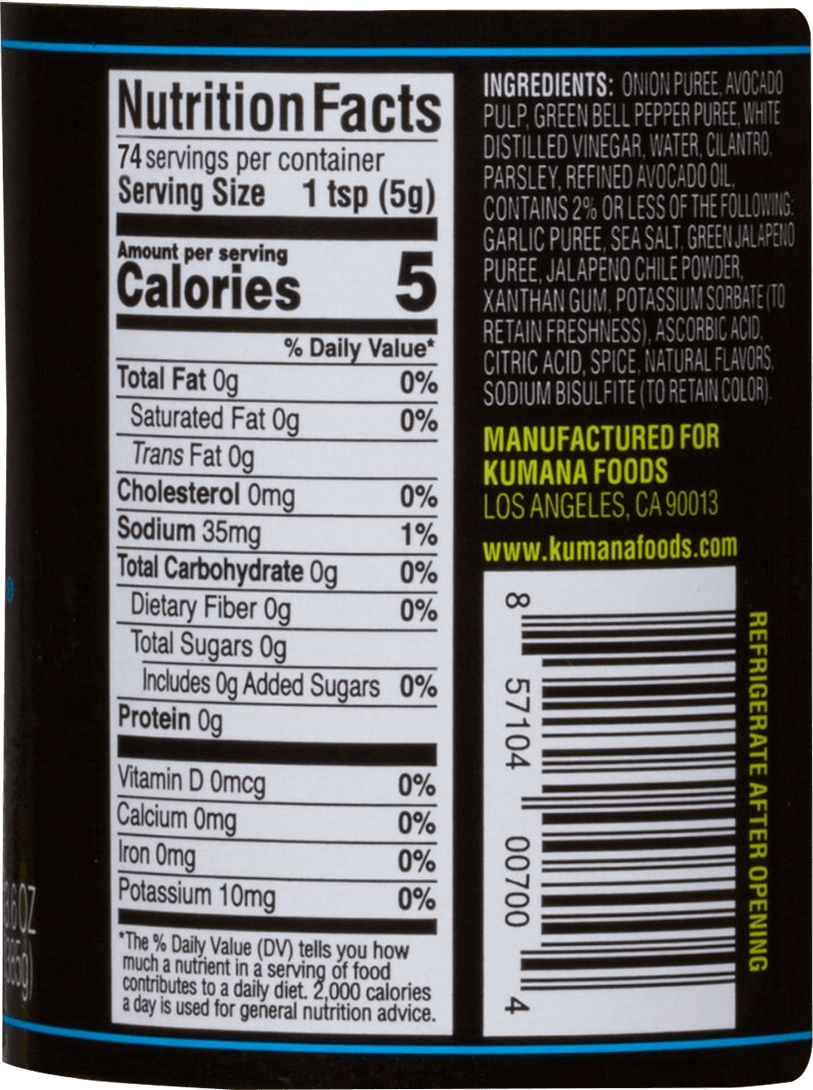 Nutrition Facts
74 servings per container
Serving Size 1 tsp (5g)
Amount per serving
Calories 5
% Daily Value*
Total Fat 0g 0%
Saturated Fat 0g 0%
Trans Fat 0g
Cholesterol 0mg 0%
Sodium 35mg 1%
Total Carbohydrate 0g 0%
Dietary Fiber 0g 0%
Total Sugars 0g
Includes 0g Added Sugars 0%
Protein 0g
Vitamin D 0mcg 0%
Calcium 0mg 0%
Iron 0mg 0%
Potassium 10mg 0%
*The % Daily Value (DV) tells you how
much a nutrient in a serving of food
contributes to a daily diet. 2,000 calories
a day is used for general nutrition advice.
INGREDIENTS: ONION PUREE, AVOCADO
PULP, GREEN BELL PEPPER PUREE, WHITE
DISTILLED VINEGAR, WATER, CILANTRO,
PARSLEY, REFINED AVOCADO OIL,
CONTAINS 2% OR LESS OF THE FOLLOWING:
GARLIC PUREE, SEA SALT, GREEN JALAPENO
PUREE, JALAPENO CHILE POWDER,
XANTHAN GUM, POTASSIUM SORBATE (TO
RETAIN FRESHNESS), ASCORBIC ACID,
CITRIC ACID, SPICE, NATURAL FLAVORS,
SODIUM BISULFITE (TO RETAIN COLOR).
MANUFACTURED FOR
KUMANA FOODS
LOS ANGELES, CA 90013
www.kumanafoods.com
8 57104 00700 4
REFRIGERATE AFTER OPENING